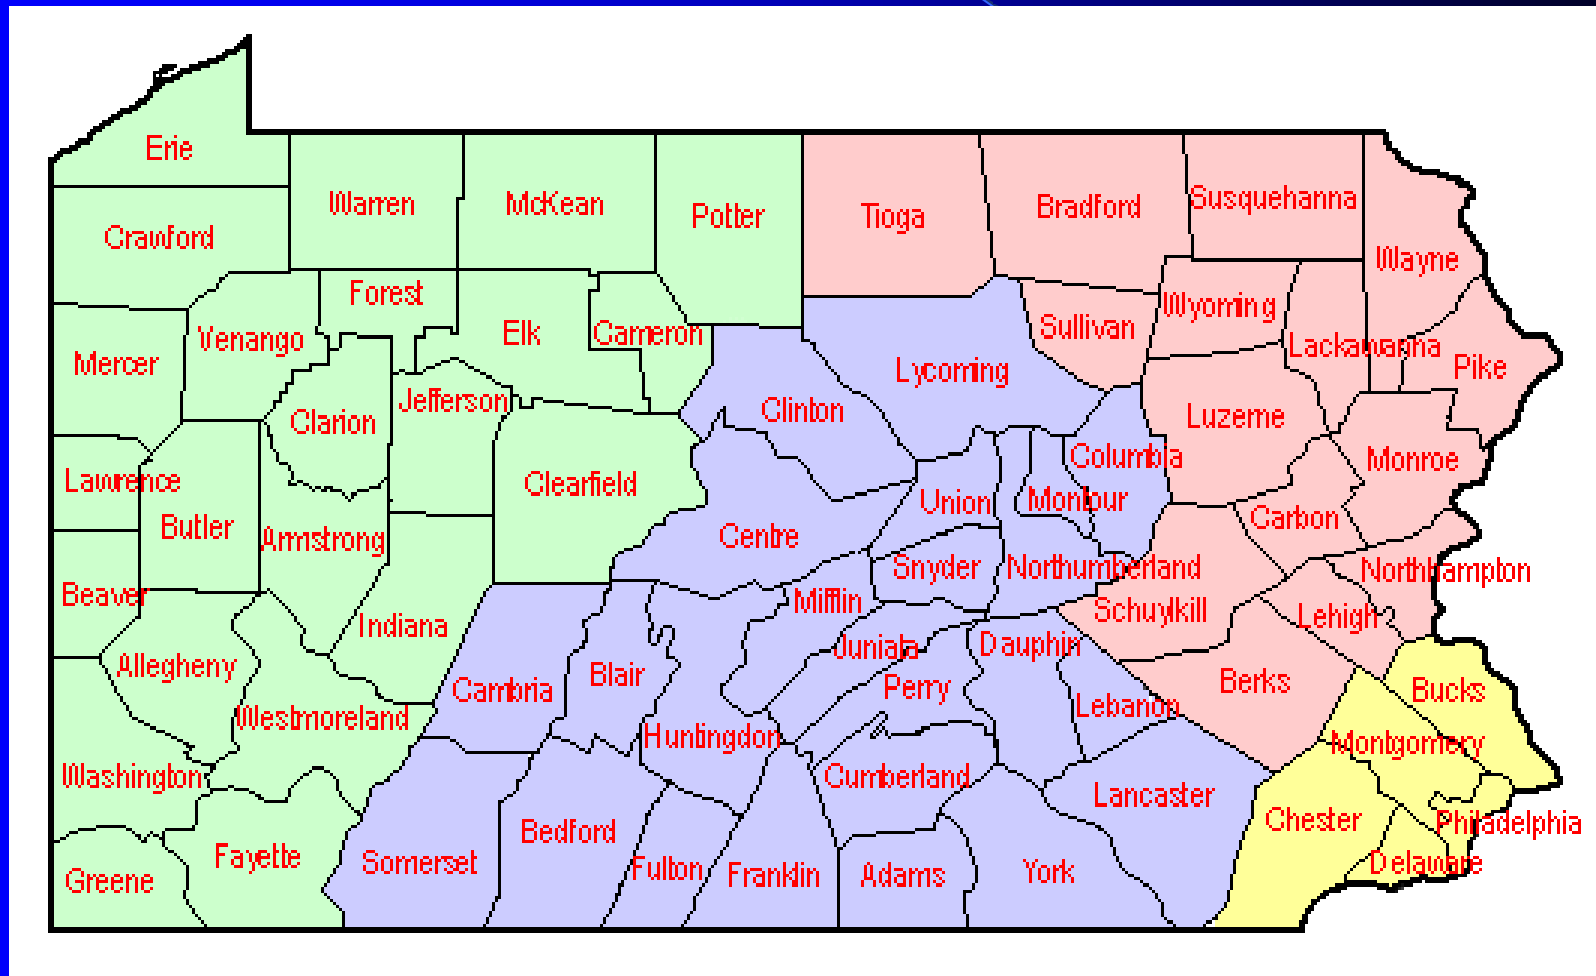 Erie
Warren
McKean
Potter
Tioga
Bradford
Susquehanna
Wayne
Crawford
Forest
Venango
Elk
Cameron
Sullivan
Wyoming
Lackawanna
Pike
Mercer
Jefferson
Clarion
Clinton
Lycoming
Luzerne
Columbia
Monroe
Lawrence
Butler
Armstrong
Clearfield
Centre
Union
Montour
Carbon
Beaver
Indiana
Mifflin
Snyder
Northumberland
Schuylkill
Northhampton
Lehigh
Allegheny
Westmoreland
Cambria
Blair
Juniata
Perry
Dauphin
Lebanon
Berks
Bucks
Washington
Huntingdon
Cumberland
Lancaster
Montgomery
Greene
Fayette
Somerset
Bedford
Fulton
Franklin
Adams
York
Chester
Delaware
Philadelphia